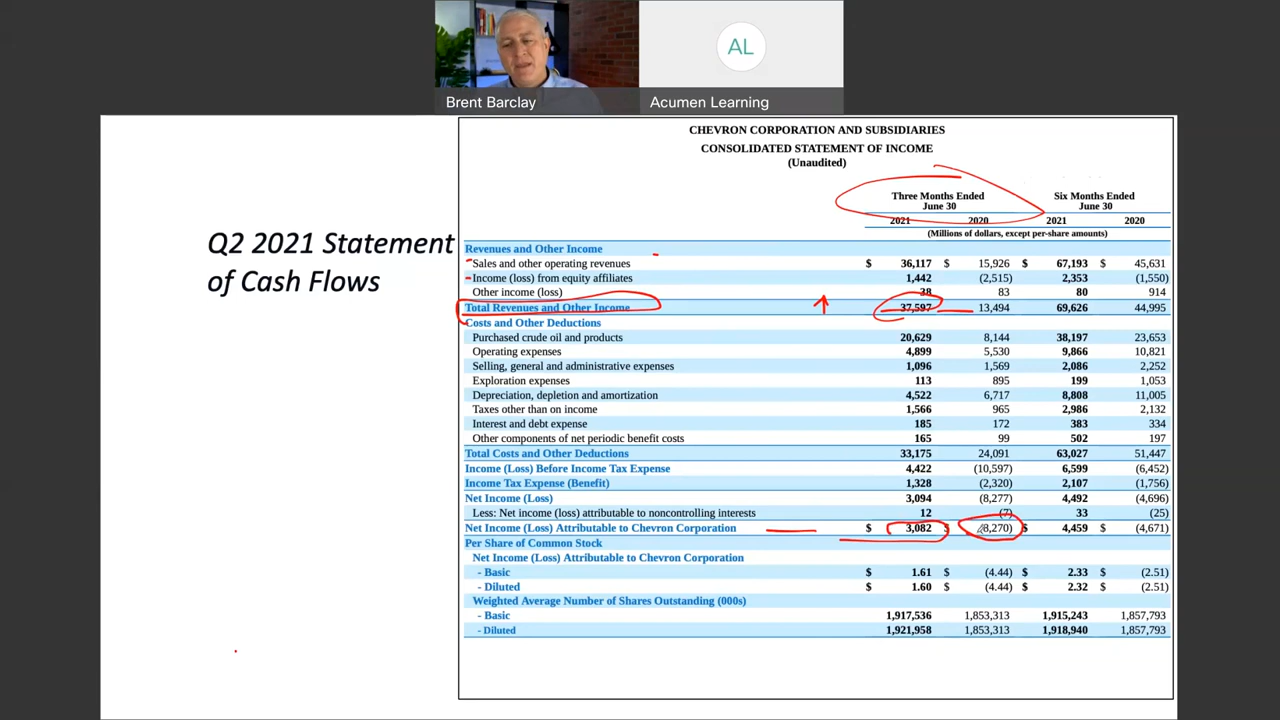 AL
Brent Barclay
Acumen Learning
Q2 2021 Statement
of Cash Flows
CHEVRON CORPORATION AND SUBSIDIARIES
CONSOLIDATED STATEMENT OF INCOME
(Unaudited)
Three Months Ended June 30 Six Months Ended June 30
2021 2020 2021 2020
(Millions of dollars, except per-share amounts)
Revenues and Other Income
Sales and other operating revenues $ 36,117 $ 15,926 $ 67,193 $ 45,631
Income (loss) from equity affiliates 1,442 (2,515) 2,353 (1,550)
Other income (loss) 38 83 80 914
Total Revenues and Other Income 37,597 13,494 69,626 44,995
Costs and Other Deductions
Purchased crude oil and products 20,629 8,144 38,197 23,653
Operating expenses 4,899 5,530 9,866 10,821
Selling, general and administrative expenses 1,096 1,569 2,086 2,252
Exploration expenses 113 895 199 1,053
Depreciation, depletion and amortization 4,522 6,717 8,808 11,005
Taxes other than on income 1,566 965 2,986 2,132
Interest and debt expense 185 172 383 334
Other components of net periodic benefit costs 165 99 502 197
Total Costs and Other Deductions 33,175 24,091 63,027 51,447
Income (Loss) Before Income Tax Expense 4,422 (10,597) 6,599 (6,452)
Income Tax Expense (Benefit) 1,328 (2,320) 2,107 (1,756)
Net Income (Loss) 3,094 (8,277) 4,492 (4,696)
Less: Net income (loss) attributable to noncontrolling interests 12 (7) 33 (25)
Net Income (Loss) Attributable to Chevron Corporation $ 3,082 $ (8,270) $ 4,459 $ (4,671)
Per Share of Common Stock
Net Income (Loss) Attributable to Chevron Corporation
- Basic $ 1.61 $ (4.44) $ 2.33 $ (2.51)
- Diluted $ 1.60 $ (4.44) $ 2.32 $ (2.51)
Weighted Average Number of Shares Outstanding (000s)
- Basic 1,917,536 1,853,313 1,915,243 1,857,793
- Diluted 1,921,958 1,853,313 1,918,940 1,857,793